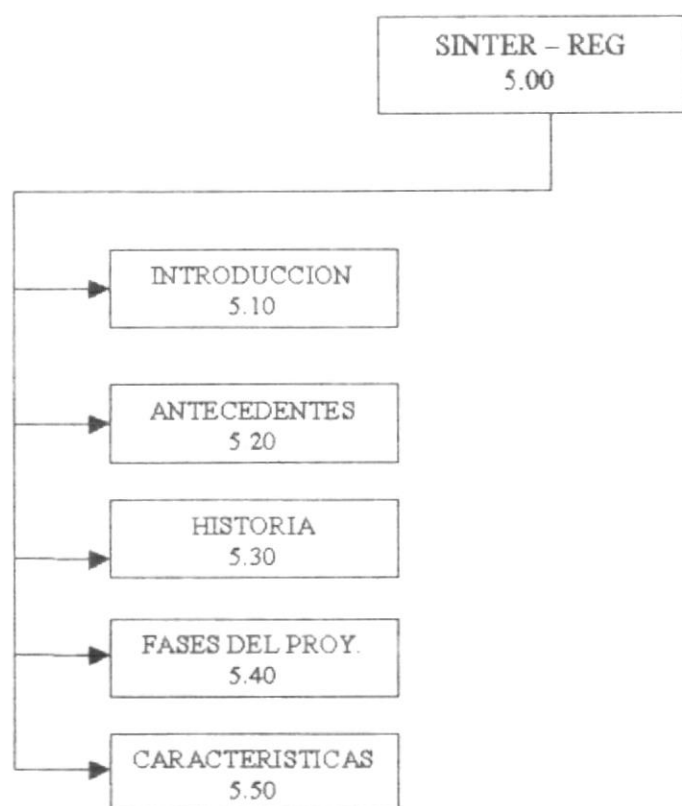 SINTER – REG
5.00
INTRODUCCION
5.10
ANTECEDENTES
5 20
HISTORIA
5.30
FASES DEL PROY.
5.40
CARACTERISTICAS
5.50